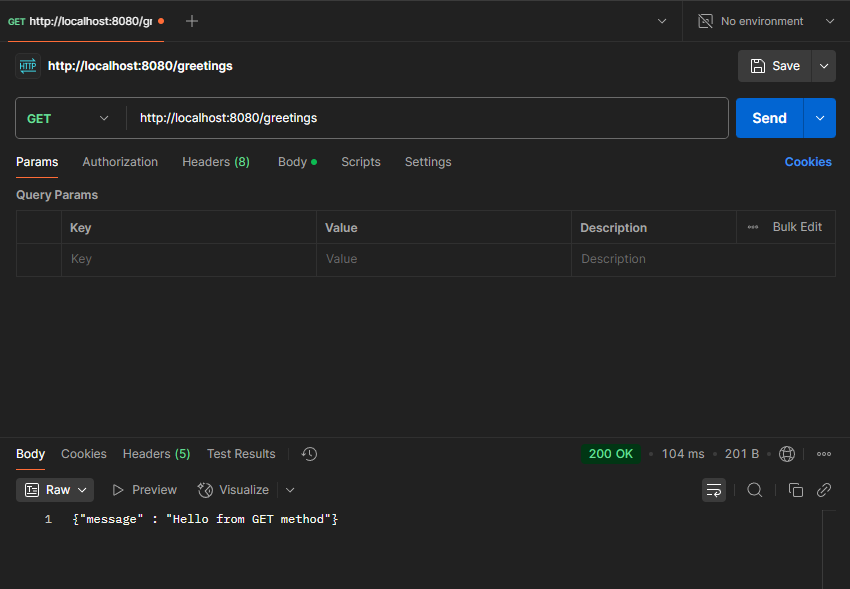 GET http://localhost:8080/gr
No environment
HTTP http://localhost:8080/greetings
Save
GET http://localhost:8080/greetings
Send
Params Authorization Headers (8) Body Scripts Settings Cookies
Query Params
Key Value Description Bulk Edit
Key Value Description
Body Cookies Headers (5) Test Results 200 OK 104 ms 201 B
Raw Preview Visualize
1 {"message" : "Hello from GET method"}